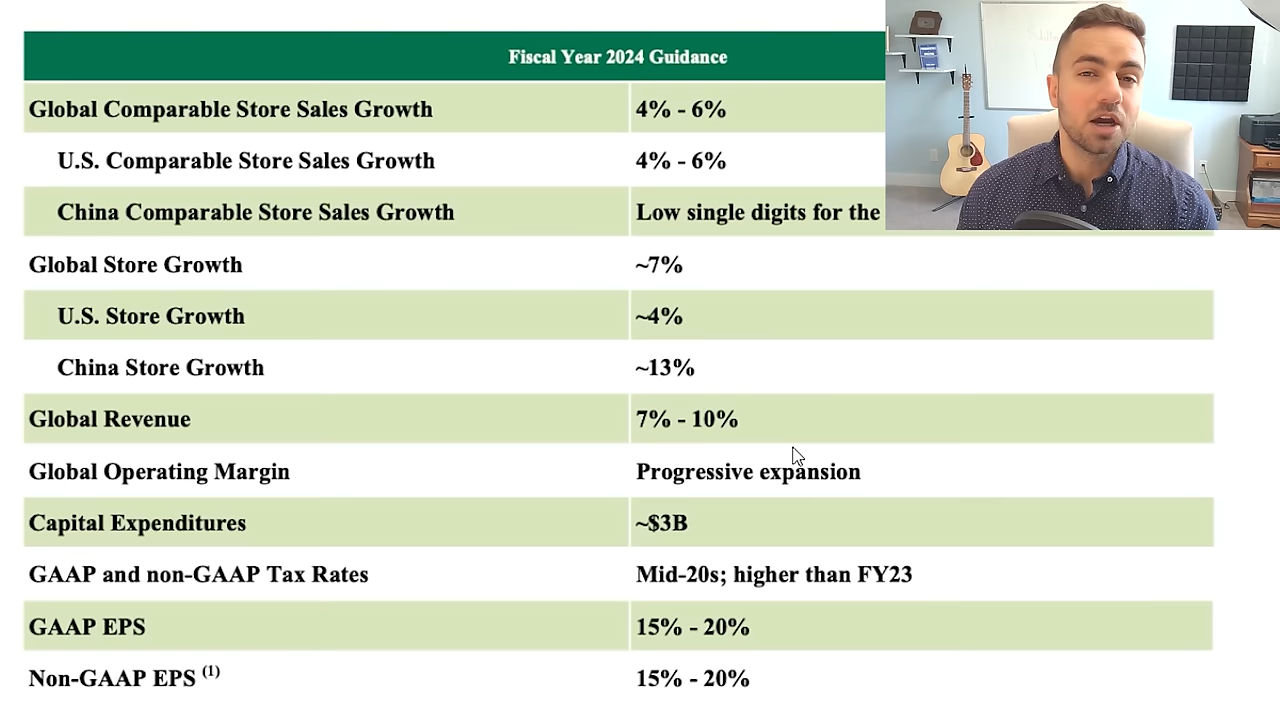 Fiscal Year 2024 Guidance
Global Comparable Store Sales Growth 4% - 6%
U.S. Comparable Store Sales Growth 4% - 6%
China Comparable Store Sales Growth Low single digits for the
Global Store Growth ~7%
U.S. Store Growth ~4%
China Store Growth ~13%
Global Revenue 7% - 10%
Global Operating Margin Progressive expansion
Capital Expenditures ~$3B
GAAP and non-GAAP Tax Rates Mid-20s; higher than FY23
GAAP EPS 15% - 20%
Non-GAAP EPS (1) 15% - 20%